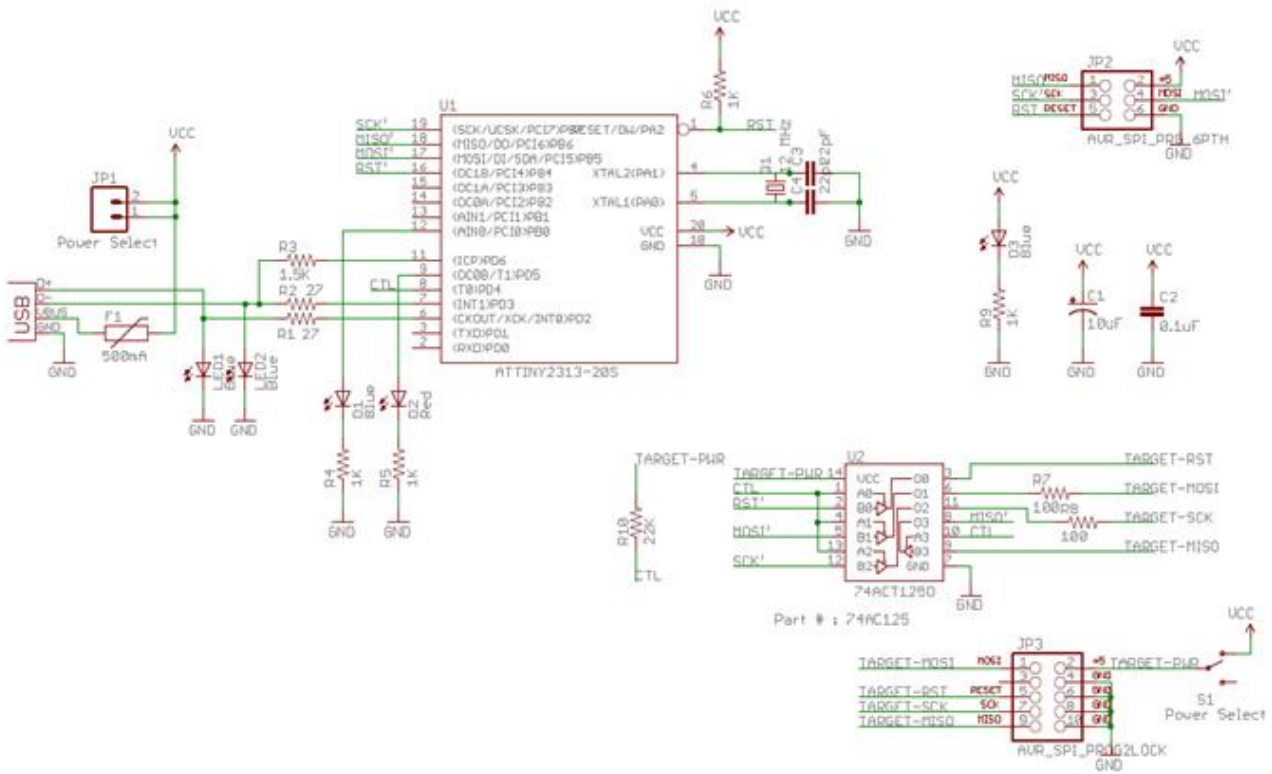 VCC
R6
1K
JP2
VCC
MISO MISO 1 2 +5
SCK' SCK 3 4 MOSI MOSI'
RST RESET 5 6 GND
AVR_SPI_PRG_6PTH
GND
U1
SCK' 19 (SCK/UCSK/PCI7)PB7 RESET/DW/PA2 1 RST
MISO' 18 (MISO/DO/PCI6)PB6
MOSI' 17 (MOSI/DI/SDA/PCI5)PB5
RST' 16 (OC1B/PCI4)PB4 XTAL2(PA1) 4
15 (OC1A/PCI3)PB3
14 (OC0A/PCI2)PB2 XTAL1(PA0) 5
13 (AIN1/PCI1)PB1
12 (AIN0/PCI0)PB0 VCC 20 VCC
GND 10
GND
11 (ICP)PD6
9 (OC0B/T1)PD5
CTL 8 (T0)PD4
7 (INT1)PD3
6 (CKOUT/XCK/INT0)PD2
3 (TXD)PD1
2 (RXD)PD0
ATTINY2313-20S
Q1
12 MHz
C3
22pF
C4
22pF
GND
VCC
JP1
2
1
Power Select
R3
1.5K
R2 27
R1 27
USB
D+
D-
VBUS
GND
F1
500mA
GND
LED1
Blue
LED2
Blue
GND
GND
D1
Blue
D2
Red
R4
1K
R5
1K
GND
GND
VCC
D3
Blue
R9
1K
GND
VCC
C1
10uF
GND
VCC
C2
0.1uF
GND
TARGET-PWR
R10
22K
CTL
U2
TARGET-PWR 14 VCC O0 3 TARGET-RST
CTL 1 A0 O1 6 R7 100 TARGET-MOSI
RST' 2 B0 O2 11 R8 100 TARGET-SCK
4 A1 O3 8 MISO'
MOSI' 5 B1 A3 10 CTL
13 A2 B3 9 TARGET-MISO
SCK' 12 B2 GND 7
74ACT125D
GND
Part # : 74AC125
JP3
TARGET-MOSI MOSI 1 2 +5 TARGET-PWR
3 4 GND
TARGET-RST RESET 5 6 GND
TARGET-SCK SCK 7 8 GND
TARGET-MISO MISO 9 10 GND
AVR_SPI_PROG2LOCK
GND
VCC
S1
Power Select